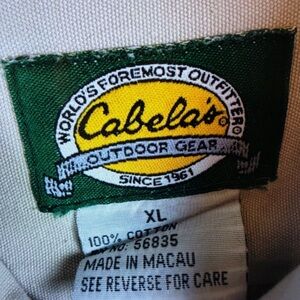 WORLD'S FOREMOST OUTFITTER®
Cabela's®
OUTDOOR GEAR
SINCE 1961
XL
100% COTTON
NO. 56835
MADE IN MACAU
SEE REVERSE FOR CARE